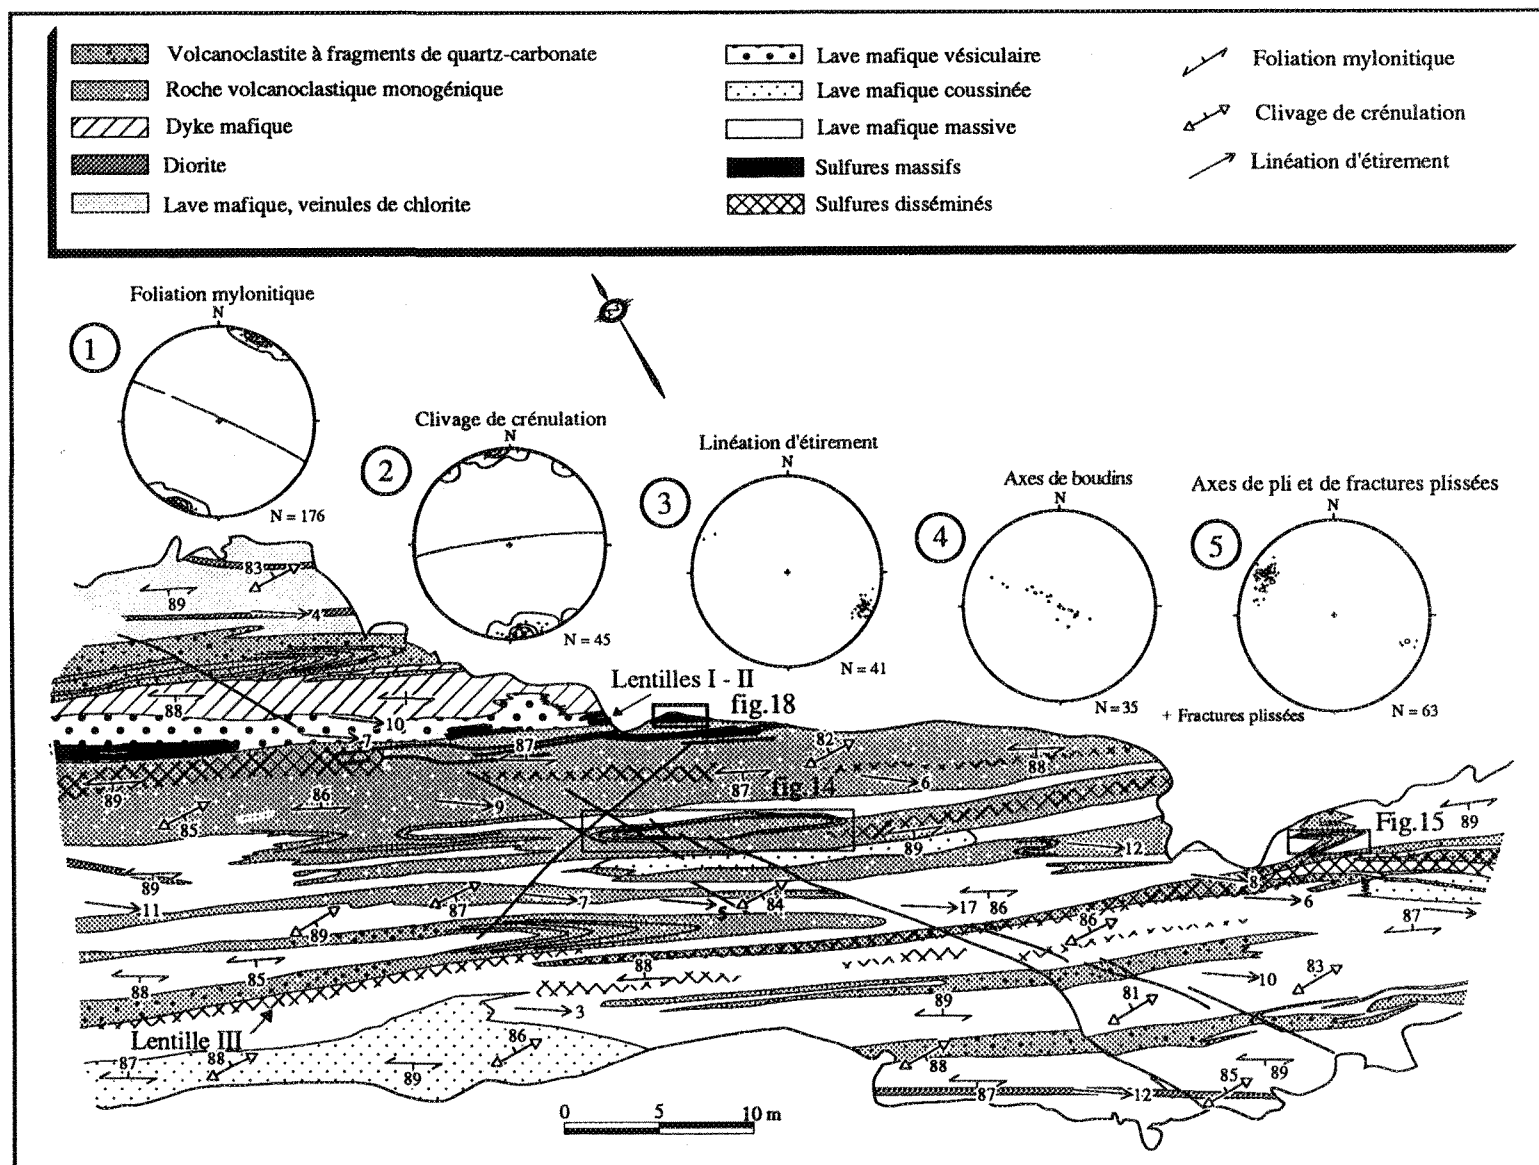 Volcanoclastite à fragments de quartz-carbonate
Roche volcanoclastique monogénique
Dyke mafique
Diorite
Lave mafique, veinules de chlorite
Lave mafique vésiculaire
Lave mafique coussinée
Lave mafique massive
Sulfures massifs
Sulfures disséminés
Foliation mylonitique
Clivage de crénulation
Linéation d'étirement
Foliation mylonitique
N
1
N = 176
Clivage de crénulation
N
2
N = 45
Linéation d'étirement
N
3
N = 41
Axes de boudins
N
4
N = 35
Axes de pli et de fractures plissées
N
5
+ Fractures plissées
N = 63
83
89
4
Lentilles I - II
88
10
fig.18
7
87
82
88
89
86
87
6
fig.14
9
85
89
12
Fig.15
89
89
8
11
87
7
5
84
17
86
6
89
86
87
88
85
88
10
83
89
81
3
Lentille III
86
87
88
89
88
85
89
87
12
0 5 10 m